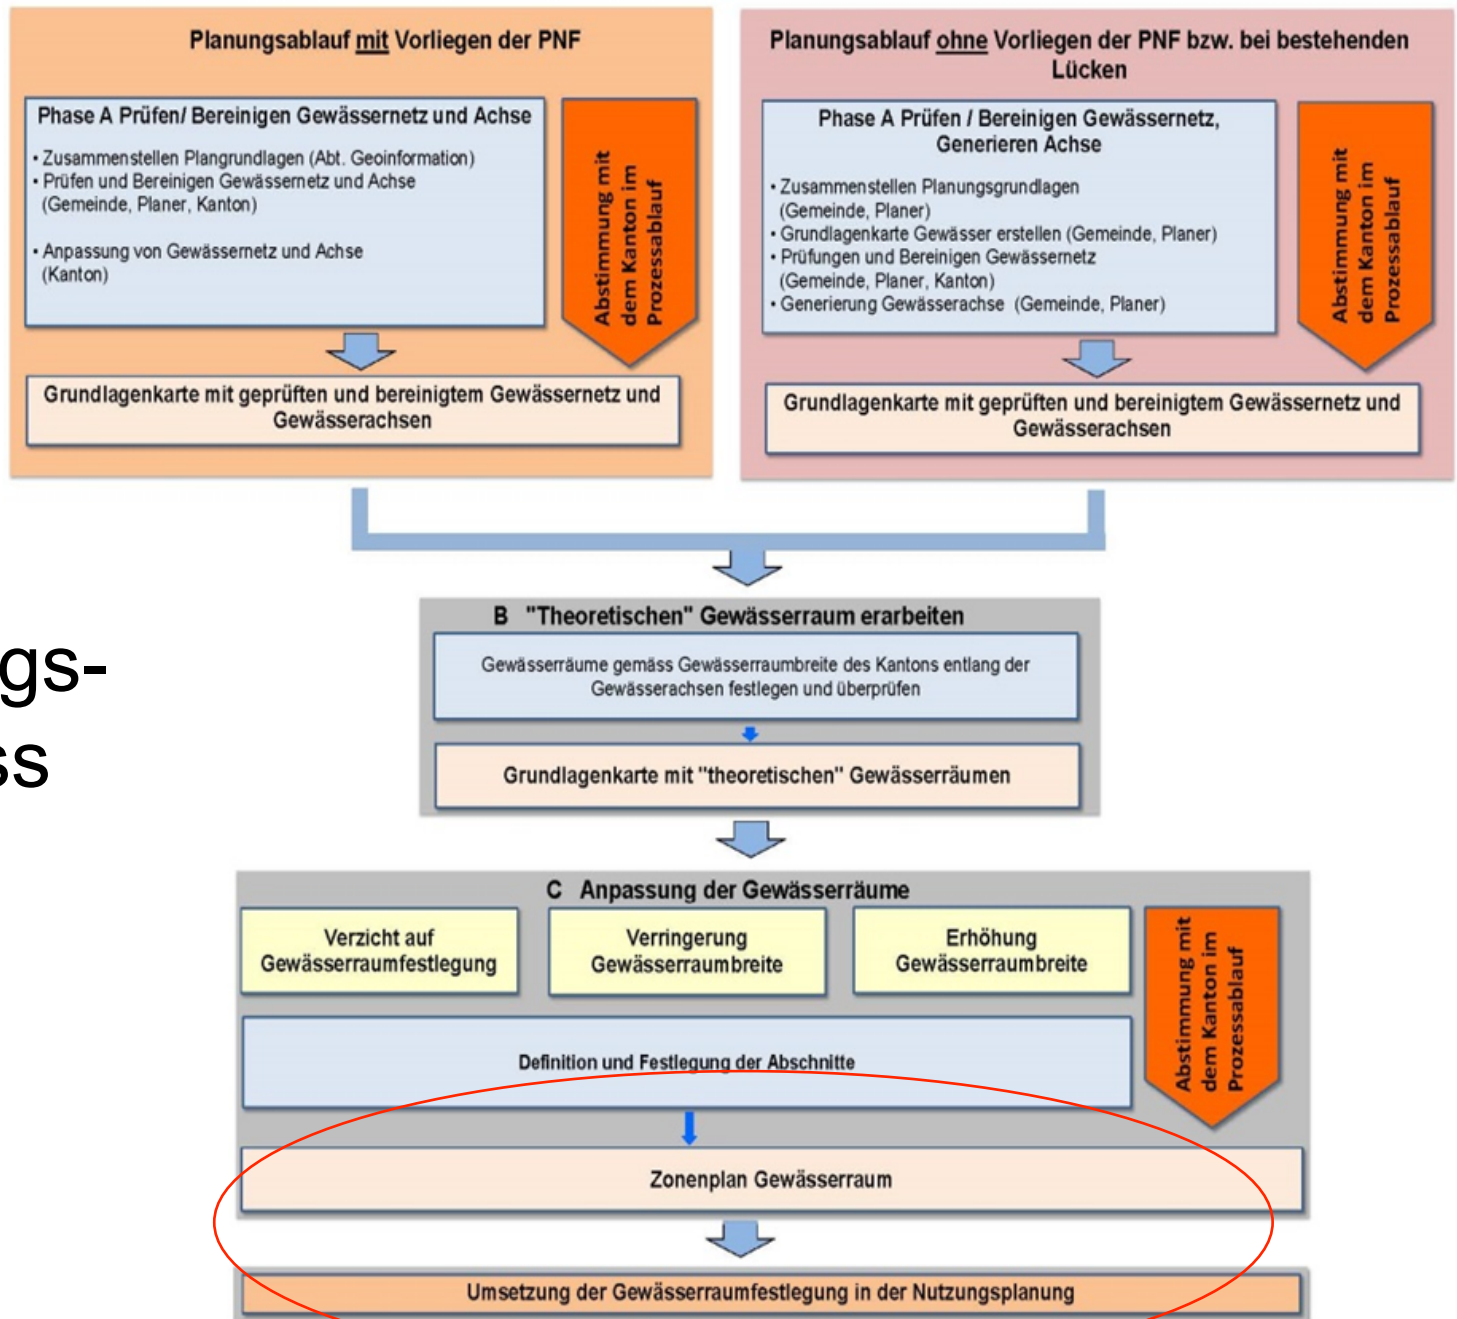 Planungsablauf mit Vorliegen der PNF
Phase A Prüfen/ Bereinigen Gewässernetz und Achse
• Zusammenstellen Plangrundlagen (Abt. Geoinformation)
• Prüfen und Bereinigen Gewässernetz und Achse
(Gemeinde, Planer, Kanton)
• Anpassung von Gewässernetz und Achse
(Kanton)
Abstimmung mit
dem Kanton im
Prozessablauf
Grundlagenkarte mit geprüften und bereinigtem Gewässernetz und
Gewässerachsen
Planungsablauf ohne Vorliegen der PNF bzw. bei bestehenden
Lücken
Phase A Prüfen / Bereinigen Gewässernetz,
Generieren Achse
• Zusammenstellen Planungsgrundlagen
(Gemeinde, Planer)
• Grundlagenkarte Gewässer erstellen (Gemeinde, Planer)
• Prüfungen und Bereinigen Gewässernetz
(Gemeinde, Planer, Kanton)
• Generierung Gewässerachse (Gemeinde, Planer)
Abstimmung mit
dem Kanton im
Prozessablauf
Grundlagenkarte mit geprüften und bereinigtem Gewässernetz und
Gewässerachsen
gs-
ss
B "Theoretischen" Gewässerraum erarbeiten
Gewässerräume gemäss Gewässerraumbreite des Kantons entlang der
Gewässerachsen festlegen und überprüfen
Grundlagenkarte mit "theoretischen" Gewässerräumen
C Anpassung der Gewässerräume
Verzicht auf
Gewässerraumfestlegung
Verringerung
Gewässerraumbreite
Erhöhung
Gewässerraumbreite
Abstimmung mit
dem Kanton im
Prozessablauf
Definition und Festlegung der Abschnitte
Zonenplan Gewässerraum
Umsetzung der Gewässerraumfestlegung in der Nutzungsplanung